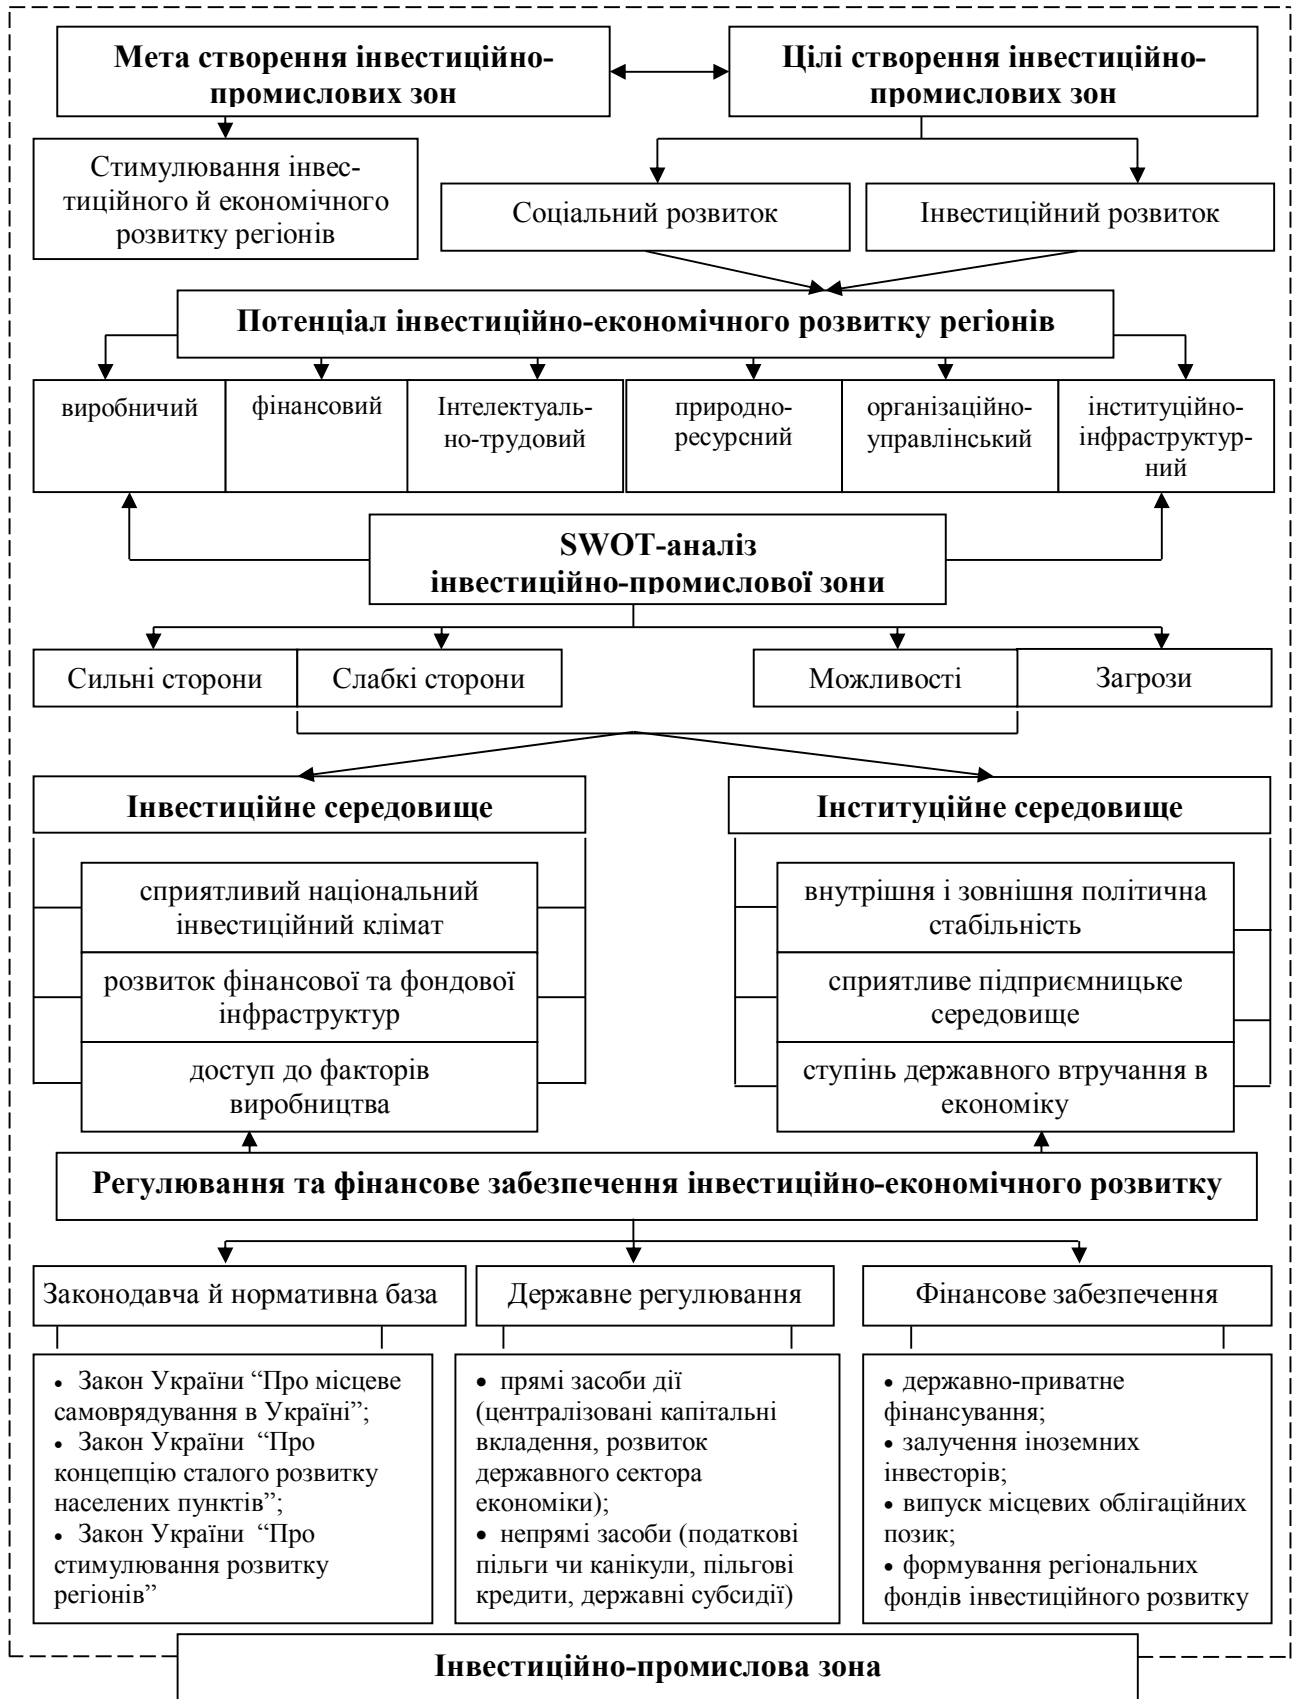 Мета створення інвестиційно-
промислових зон
Цілі створення інвестиційно-
промислових зон
Стимулювання інвес-
тиційного й економічного
розвитку регіонів
Соціальний розвиток
Інвестиційний розвиток
Потенціал інвестиційно-економічного розвитку регіонів
виробничий
фінансовий
Інтелектуаль-
но-трудовий
природно-
ресурсний
організаційно-
управлінський
інституційно-
інфраструктур-
ний
SWOT-аналіз
інвестиційно-промислової зони
Сильні сторони
Слабкі сторони
Можливості
Загрози
Інвестиційне середовище
Інституційне середовище
сприятливий національний
інвестиційний клімат
розвиток фінансової та фондової
інфраструктур
доступ до факторів
виробництва
внутрішня і зовнішня політична
стабільність
сприятливе підприємницьке
середовище
ступінь державного втручання в
економіку
Регулювання та фінансове забезпечення інвестиційно-економічного розвитку
Законодавча й нормативна база
Державне регулювання
Фінансове забезпечення
• Закон України “Про місцеве
самоврядування в Україні”;
• Закон України “Про
концепцію сталого розвитку
населених пунктів”;
• Закон України “Про
стимулювання розвитку
регіонів”
• прямі засоби дії
(централізовані капітальні
вкладення, розвиток
державного сектора
економіки);
• непрямі засоби (податкові
пільги чи канікули, пільгові
кредити, державні субсидії)
• державно-приватне
фінансування;
• залучення іноземних
інвесторів;
• випуск місцевих облігаційних
позик;
• формування регіональних
фондів інвестиційного розвитку
Інвестиційно-промислова зона